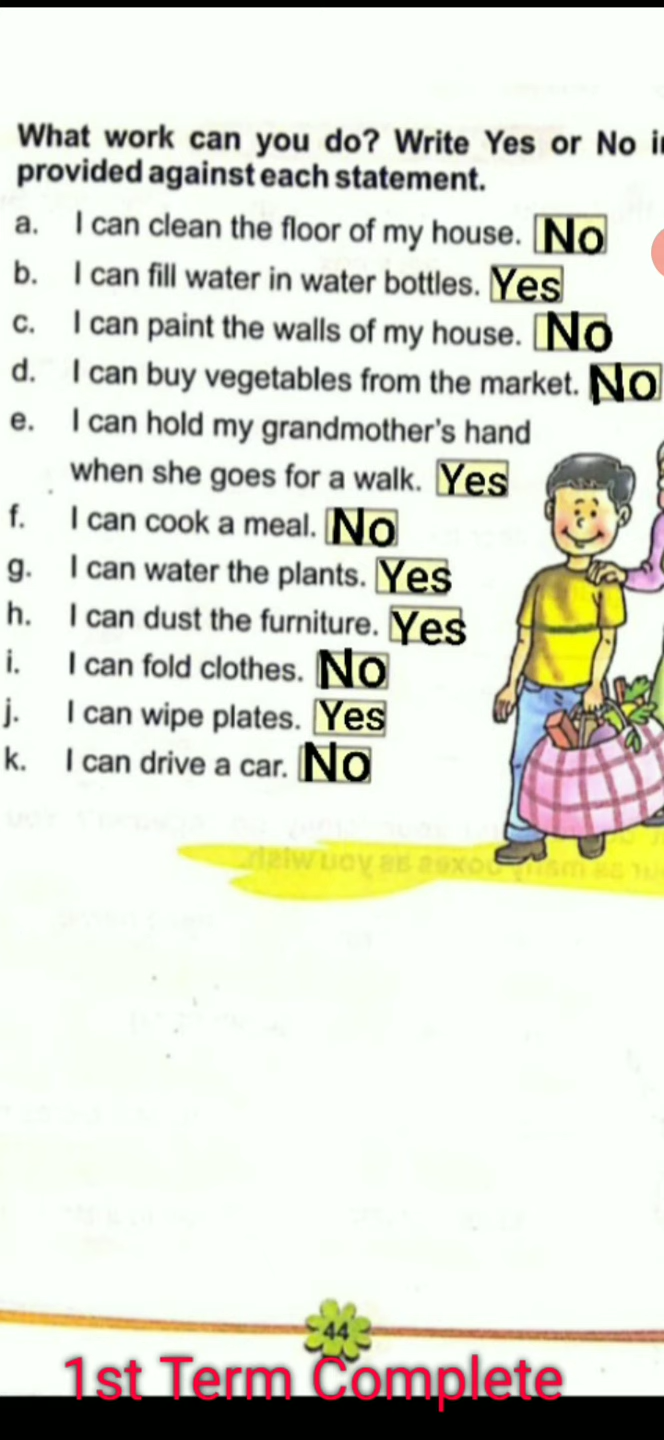 What work can you do? Write Yes or No
provided against each statement.
a. I can clean the floor of my house. No
b. I can fill water in water bottles. Yes
c. I can paint the walls of my house. No
d. I can buy vegetables from the market. No
e. I can hold my grandmother's hand
when she goes for a walk. Yes
f. I can cook a meal. No
g. I can water the plants. Yes
h. I can dust the furniture. Yes
i. I can fold clothes. No
j. I can wipe plates. Yes
k. I can drive a car. No
44
1st Term Complete